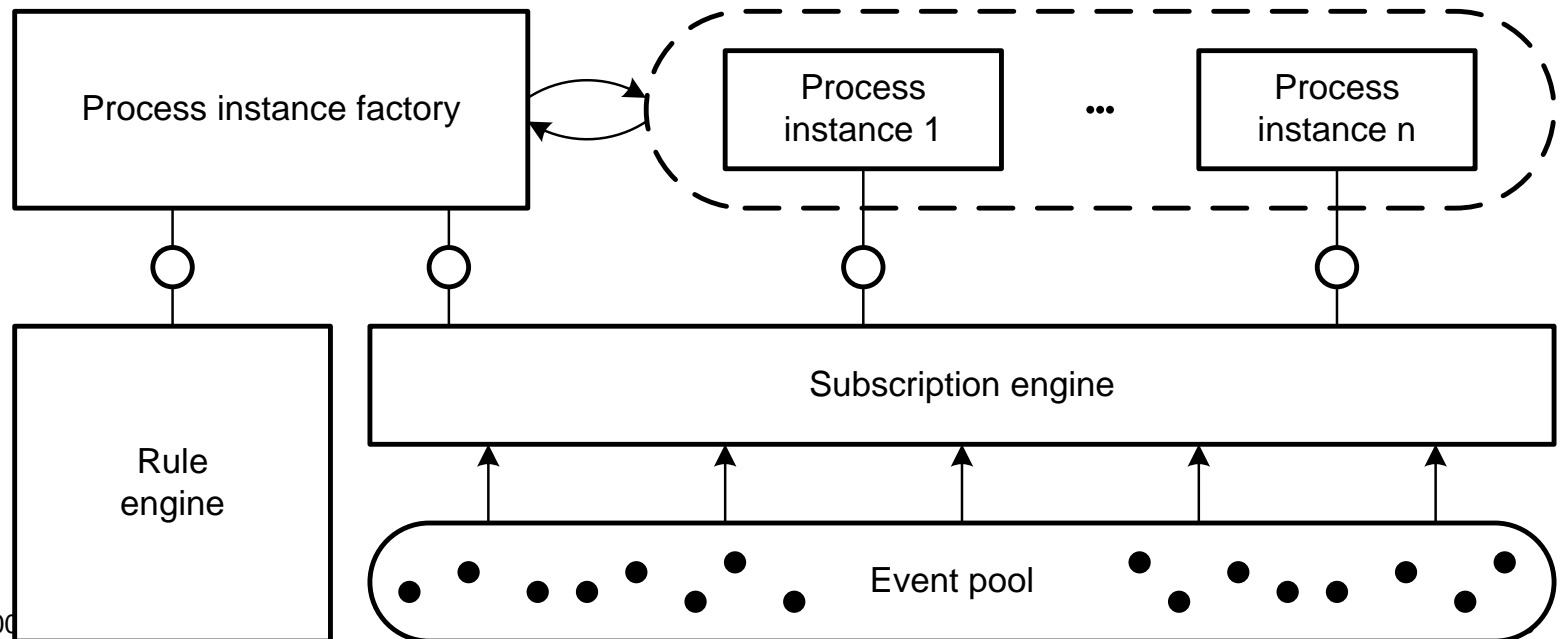 Process instance factory
Process
instance 1
...
Process
instance n
Subscription engine
Rule
engine
Event pool